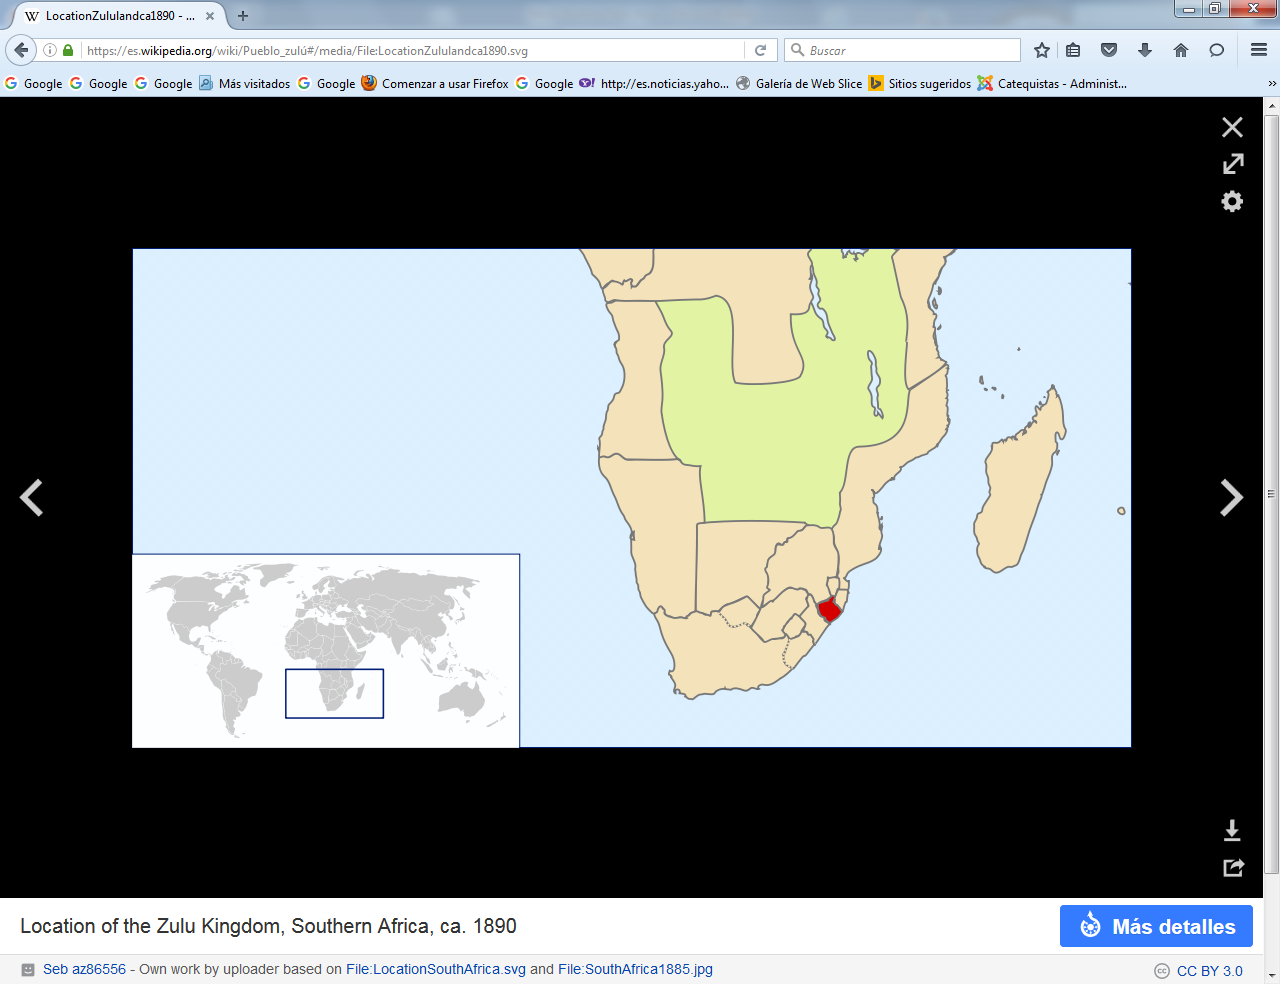 LocationZululandca1890 - ...
https://es.wikipedia.org/wiki/Pueblo_zulú#/media/File:LocationZululandca1890.svg
Buscar
Google Google Google Más visitados Google Comenzar a usar Firefox Google http://es.noticias.yaho... Galería de Web Slice Sitios sugeridos Catequistas - Administ...
Location of the Zulu Kingdom, Southern Africa, ca. 1890
Más detalles
Seb az86556 - Own work by uploader based on File:LocationSouthAfrica.svg and File:SouthAfrica1885.jpg
CC BY 3.0